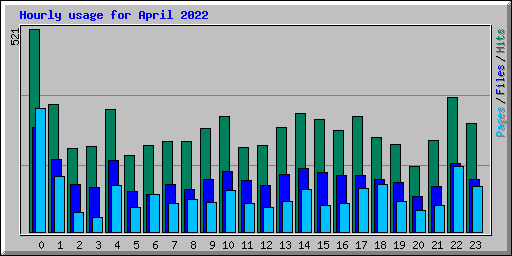 Hourly usage for April 2022
521
Pages / Files / Hits
0 1 2 3 4 5 6 7 8 9 10 11 12 13 14 15 16 17 18 19 20 21 22 23